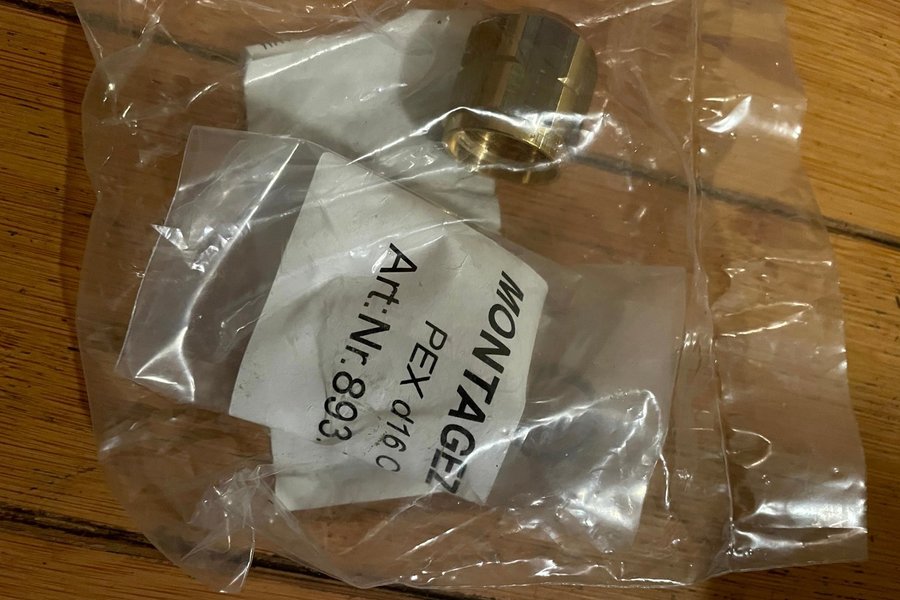 MONTAGEZ
PEX d16 C
Art.:Nr.893.